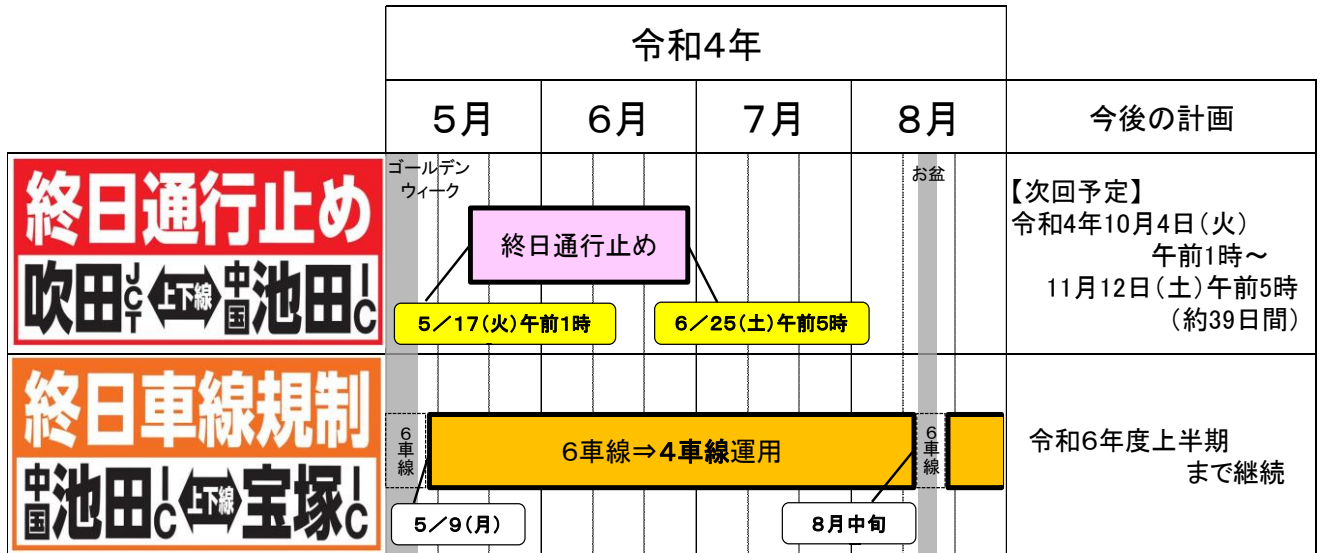 令和4年
5月
6月
7月
8月
今後の計画
終日通行止め
吹田JCT⇔上下線中国池田IC
ゴールデン
ウィーク
お盆
終日通行止め
5／17(火)午前1時
6／25(土)午前5時
【次回予定】
令和4年10月4日(火)
午前1時～
11月12日(土)午前5時
(約39日間)
終日車線規制
中国池田IC⇔上下線宝塚IC
6車線
6車線⇒4車線運用
6車線
5／9(月)
8月中旬
令和6年度上半期
まで継続